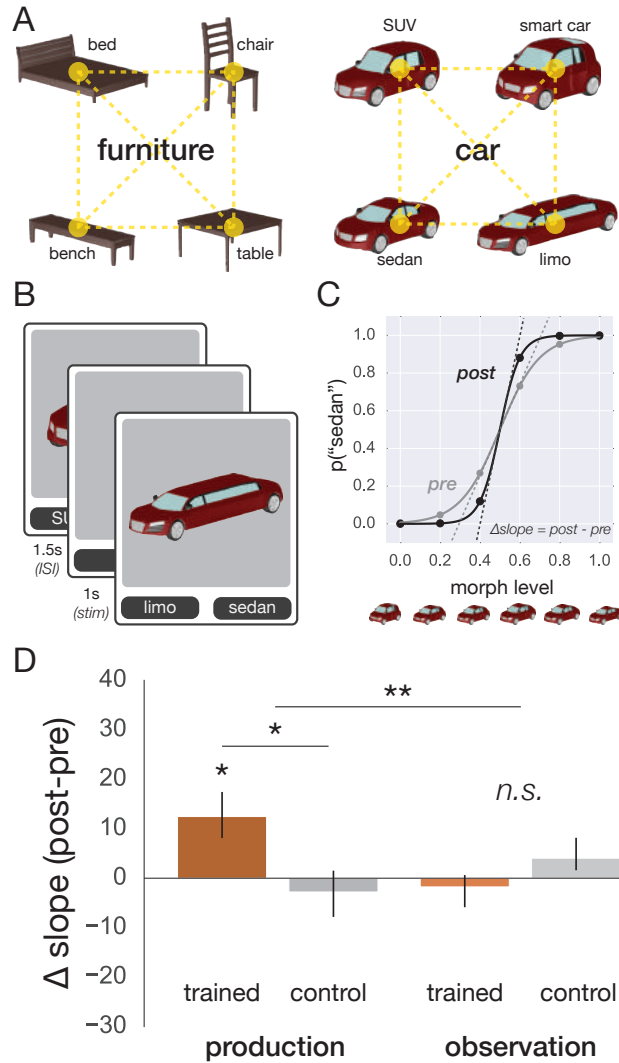 A
bed
chair
SUV
smart car
furniture
car
bench
table
sedan
limo
B
SU
1.5s
(ISI)
1s
(stim)
limo
sedan
C
p("sedan")
1.0
0.8
0.6
0.4
0.2
0.0
post
pre
Δslope = post - pre
0.0 0.2 0.4 0.6 0.8 1.0
morph level
D
Δ slope (post-pre)
40
30
20
10
0
−10
−20
−30
**
*
*
n.s.
trained control trained control
production observation